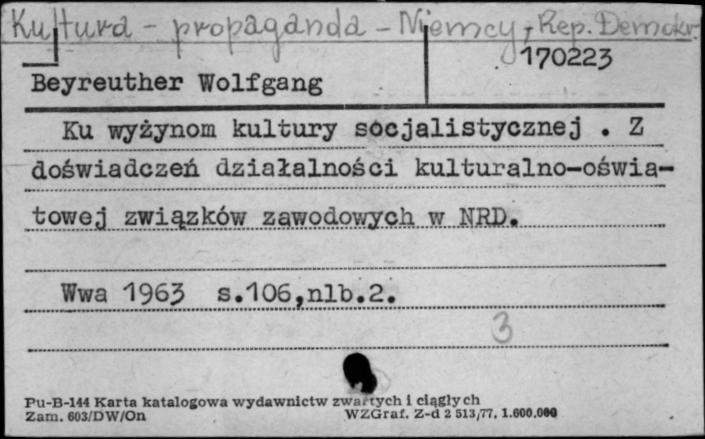 Kultura - propaganda - Niemcy, Rep. Demokr.
170223
Beyreuther Wolfgang
Ku wyżynom kultury socjalistycznej . Z
doświadczeń działalności kulturalno-oświa-
towej związków zawodowych w NRD.
Wwa 1963 s.106,nlb.2.
3
Pu-B-144 Karta katalogowa wydawnictw zwartych i ciągłych
Zam. 603/DW/On WZGraf. Z-d 2 513/77. 1.600.000